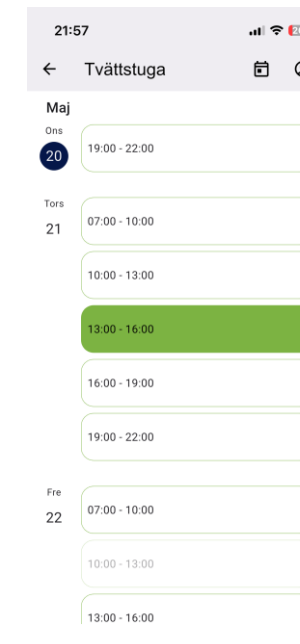 21:57
Tvättstuga
Maj
Ons
20
19:00 - 22:00
Tors
21
07:00 - 10:00
10:00 - 13:00
13:00 - 16:00
16:00 - 19:00
19:00 - 22:00
Fre
22
07:00 - 10:00
10:00 - 13:00
13:00 - 16:00